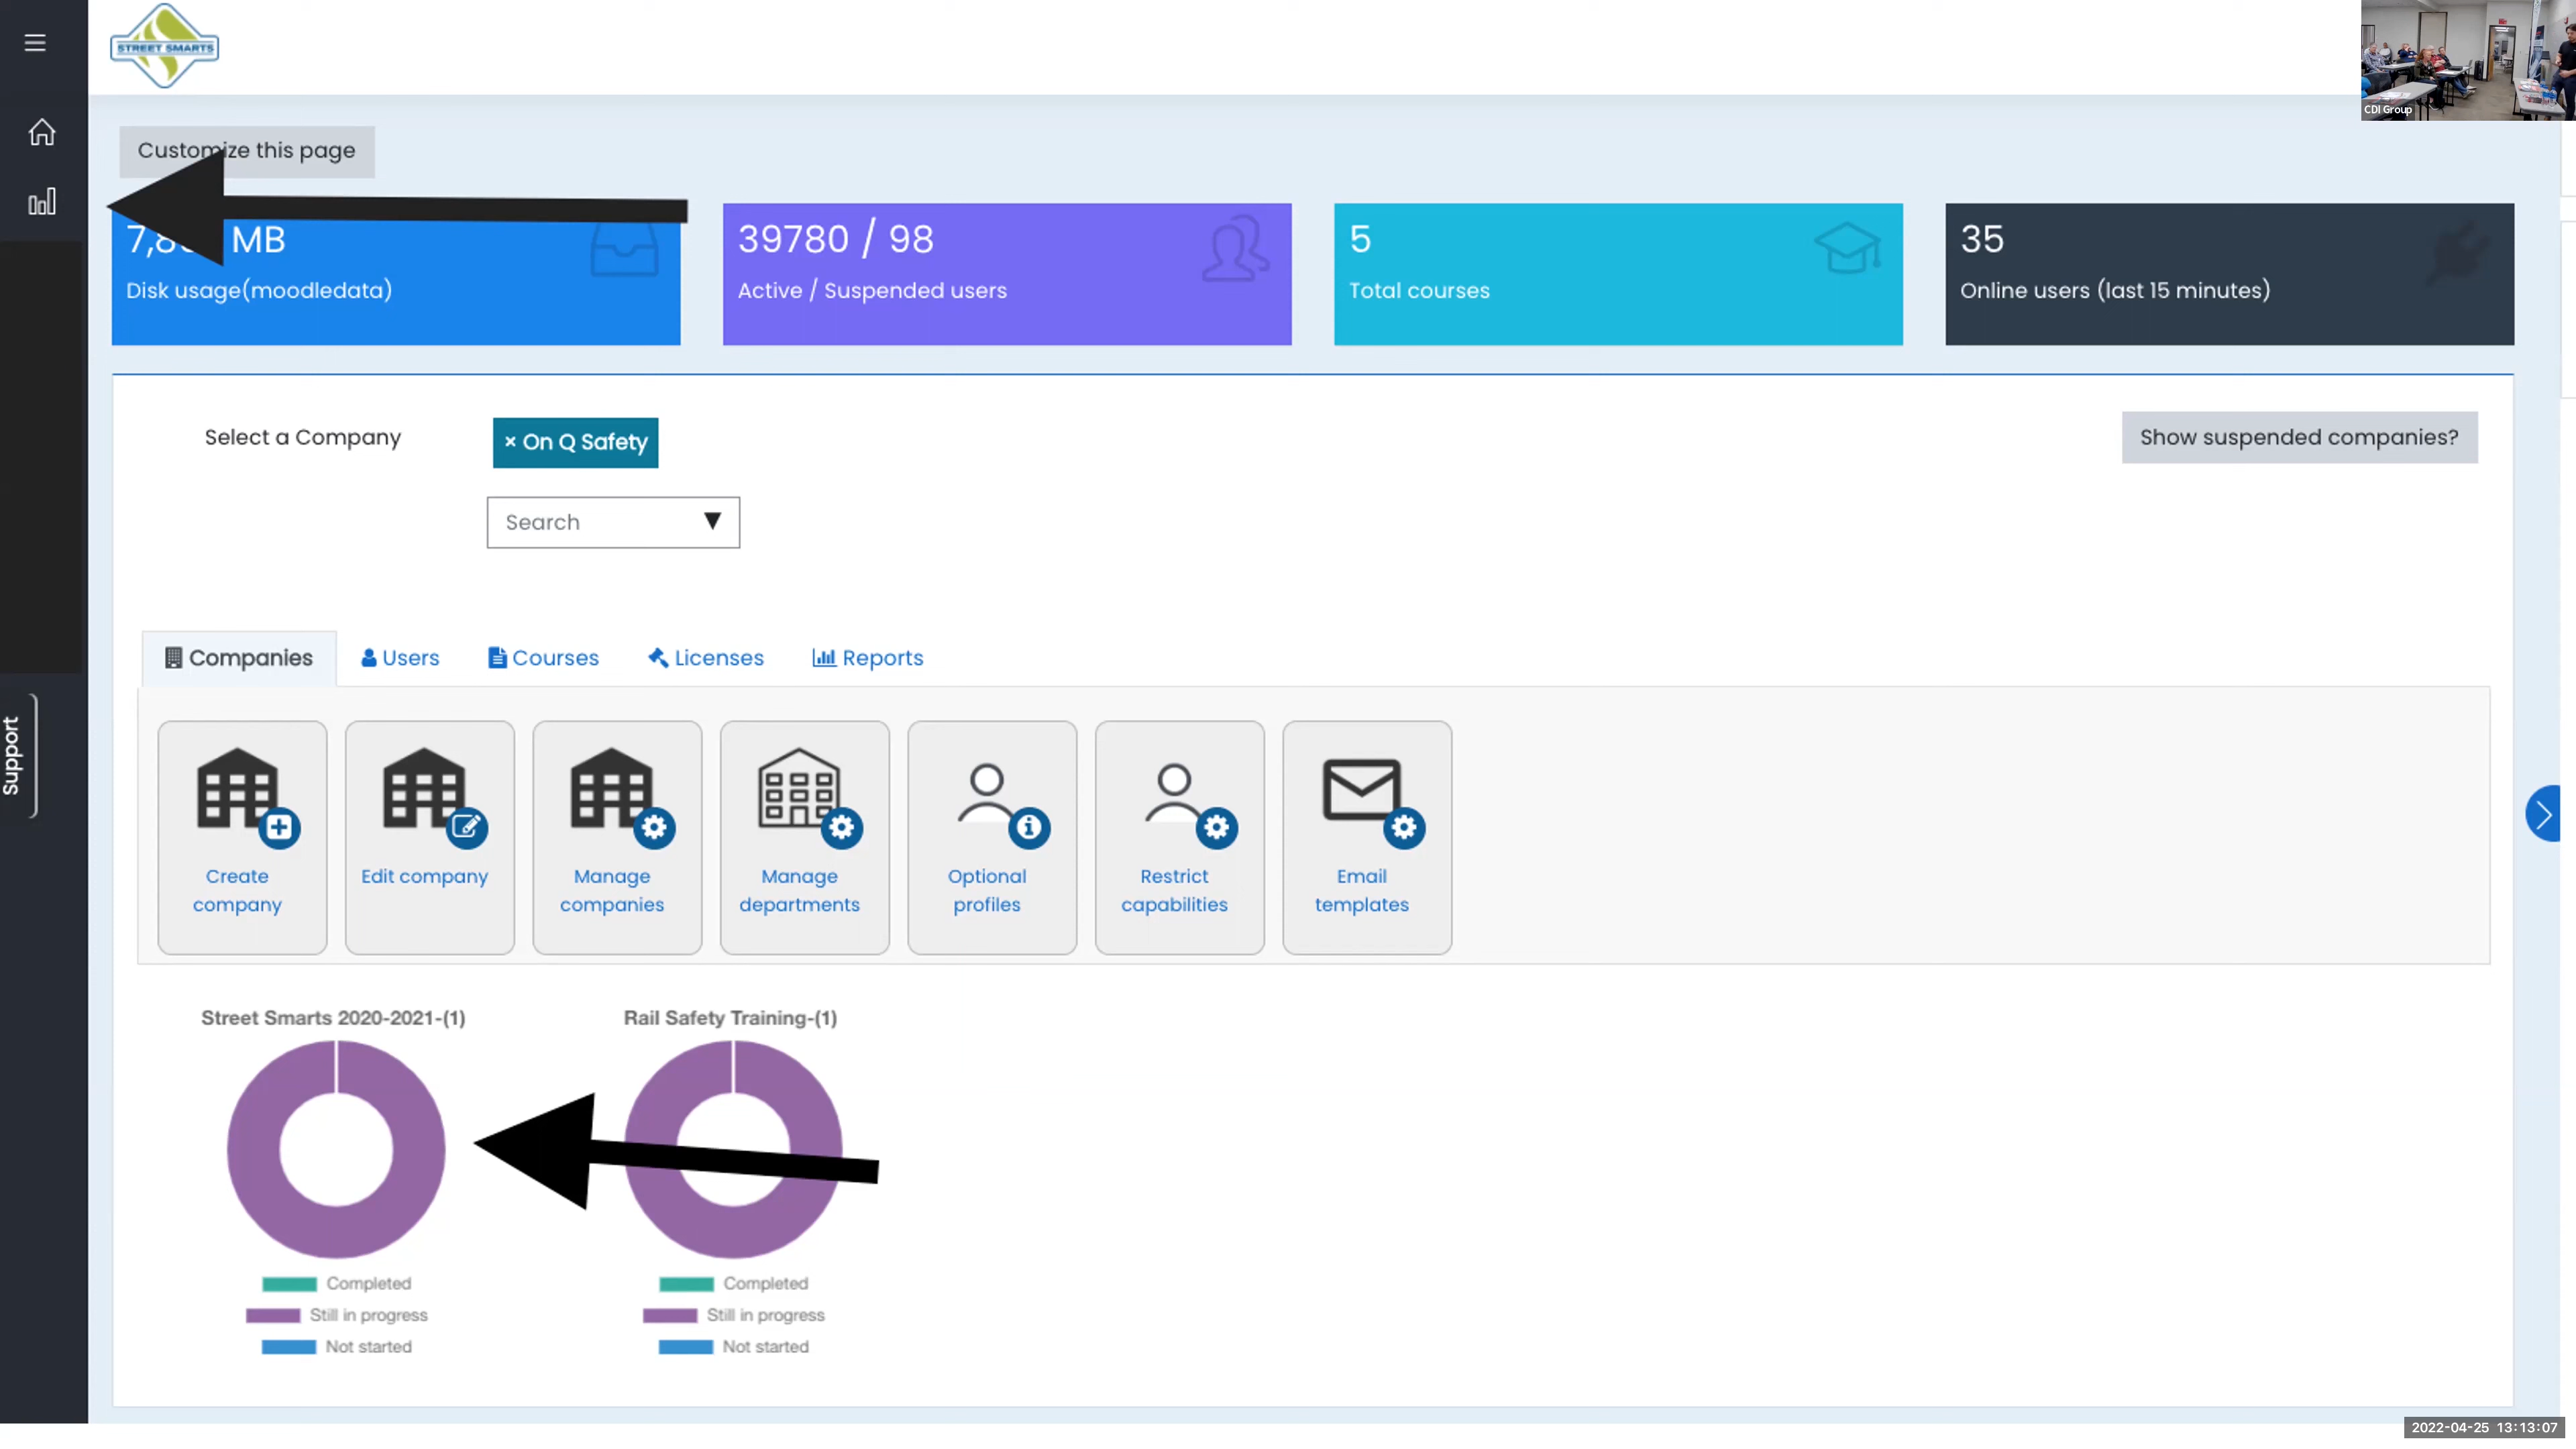 STREET SMARTS
CDI Group
Customize this page
MB
Disk usage(moodledata)
39780 / 98
Active / Suspended users
5
Total courses
35
Online users (last 15 minutes)
Select a Company
× On Q Safety
Show suspended companies?
Search
Companies
Users
Courses
Licenses
Reports
Support
Create
company
Edit company
Manage
companies
Manage
departments
Optional
profiles
Restrict
capabilities
Email
templates
Street Smarts 2020-2021-(1)
Rail Safety Training-(1)
Completed
Still in progress
Not started
Completed
Still in progress
Not started
2022-04-25 13:13:07